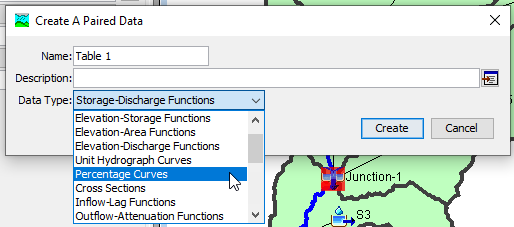 Create A Paired Data
Name: Table 1
Description:
Data Type: Storage-Discharge Functions
Elevation-Storage Functions
Elevation-Area Functions
Elevation-Discharge Functions
Unit Hydrograph Curves
Percentage Curves
Cross Sections
Inflow-Lag Functions
Outflow-Attenuation Functions
Create Cancel
Junction-1
S3